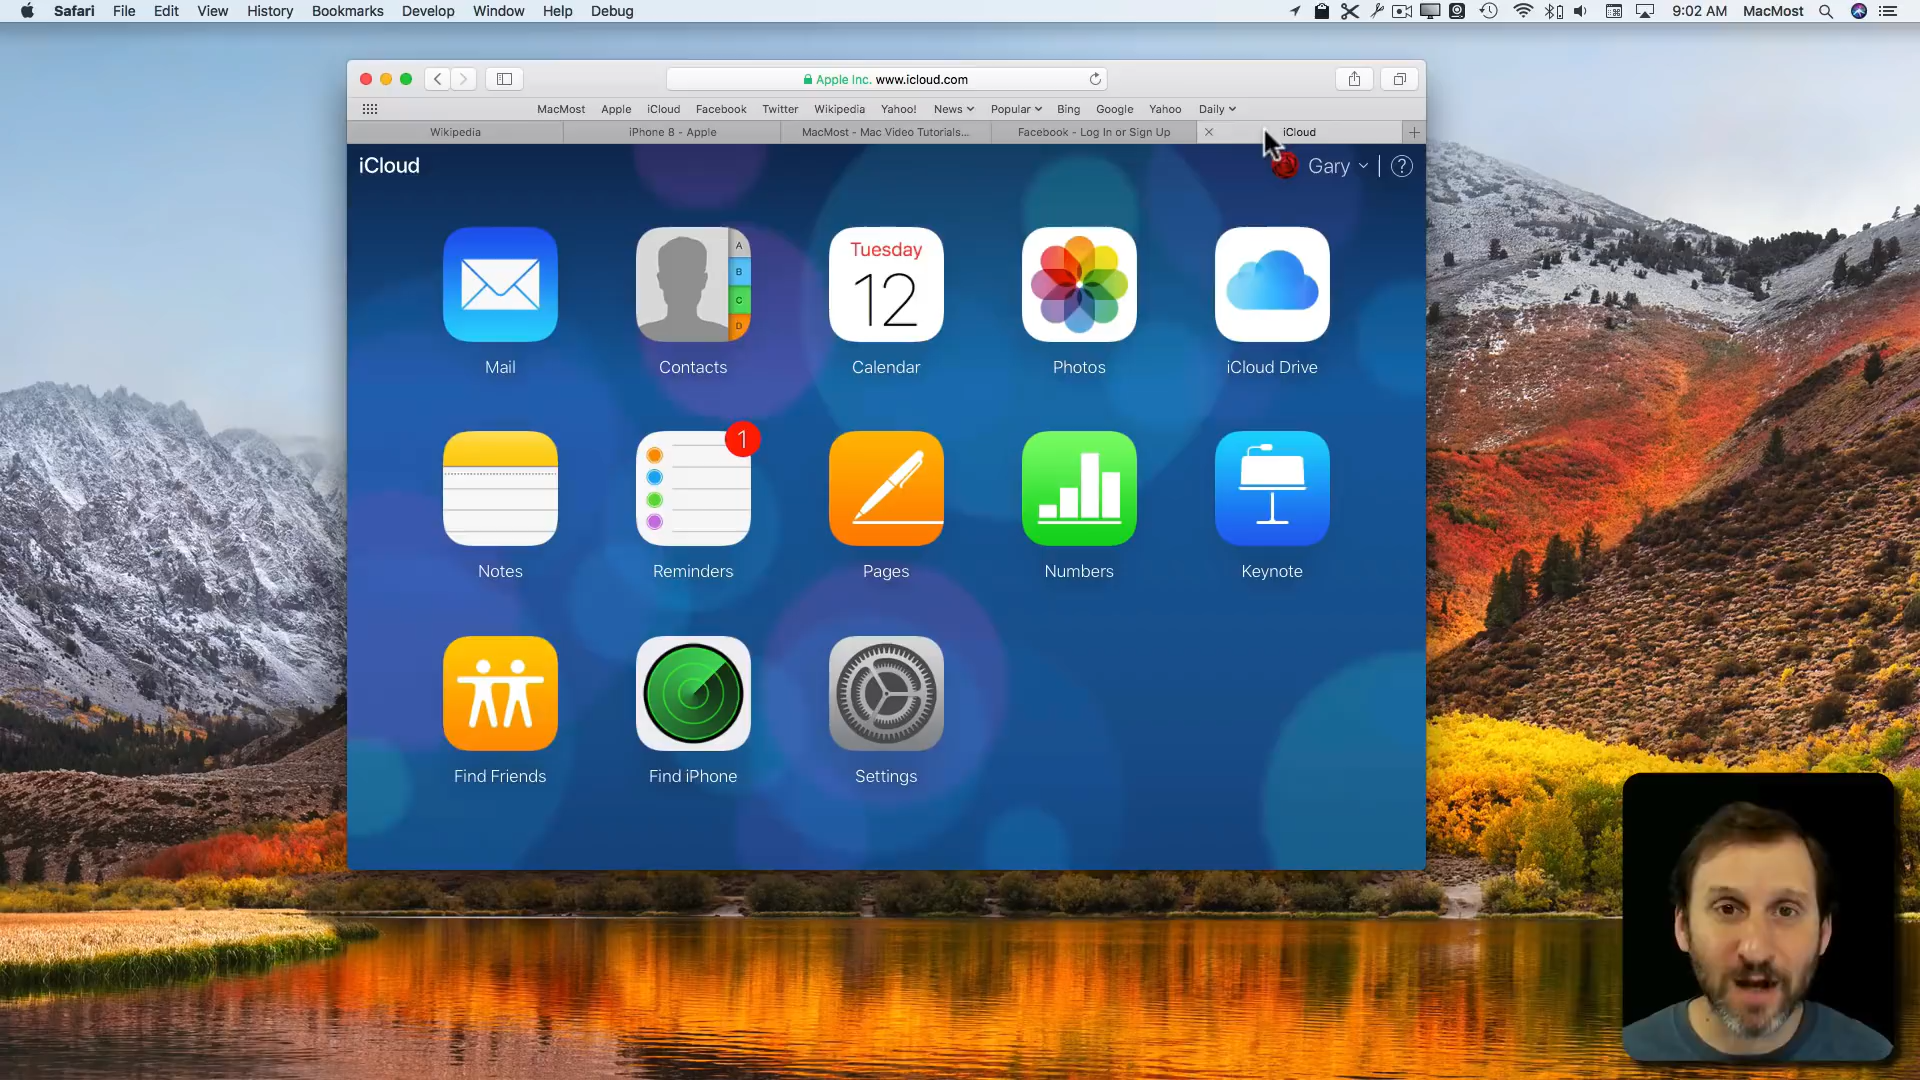 Safari File Edit View History Bookmarks Develop Window Help Debug 9:02 AM MacMost
Apple Inc. www.icloud.com
MacMost Apple iCloud Facebook Twitter Wikipedia Yahoo! News Popular Bing Google Yahoo Daily
Wikipedia iPhone 8 - Apple MacMost - Mac Video Tutorials... Facebook - Log In or Sign Up iCloud
iCloud Gary ?
A
B
C
D
Tuesday
12
Mail Contacts Calendar Photos iCloud Drive
1
Notes Reminders Pages Numbers Keynote
Find Friends Find iPhone Settings